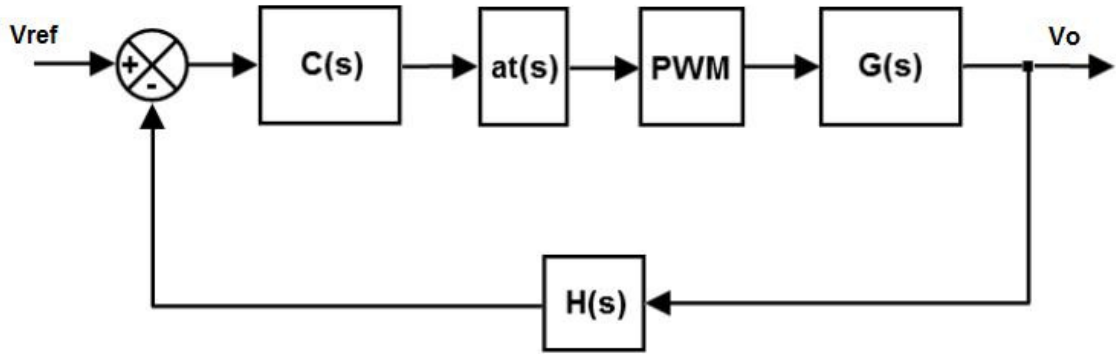 Vref
+
-
C(s)
at(s)
PWM
G(s)
Vo
H(s)